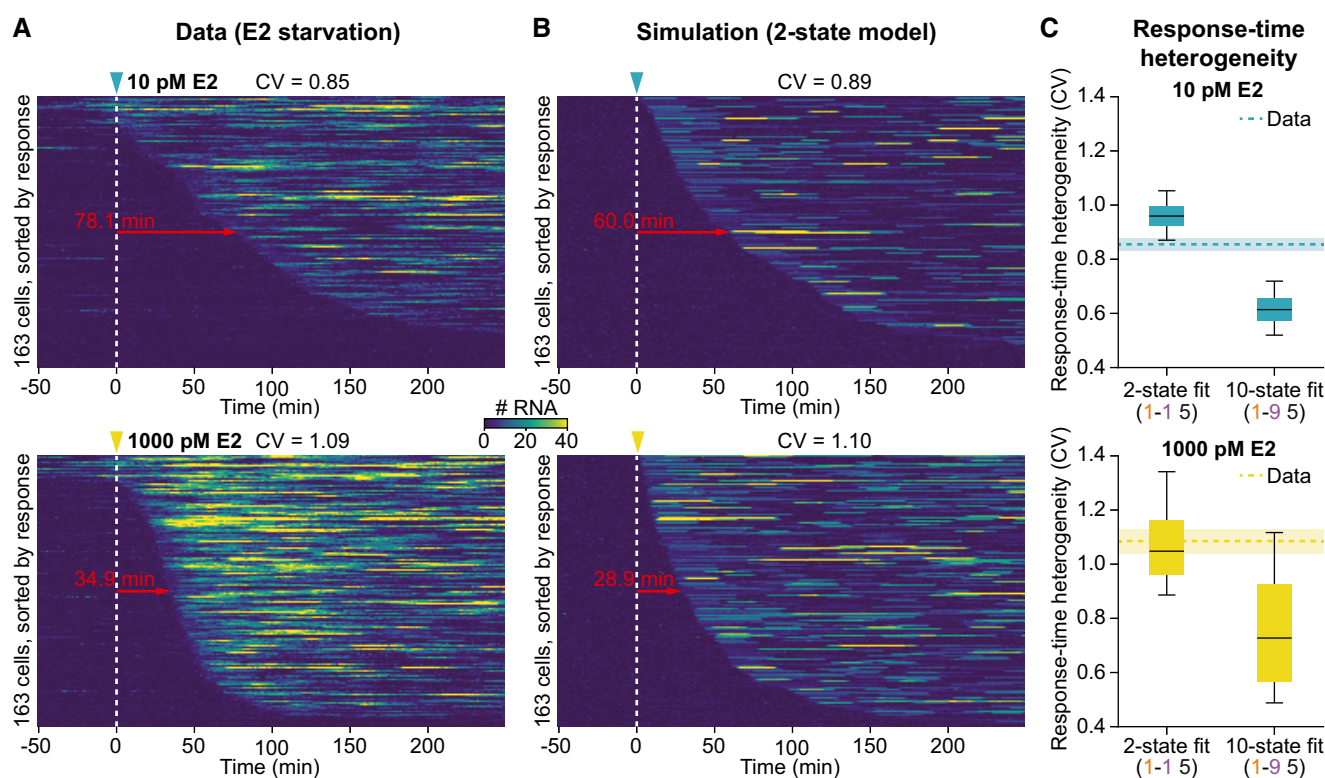 A
Data (E2 starvation)
10 pM E2 CV = 0.85
163 cells, sorted by response
78.1 min
-50 0 50 100 150 200
Time (min)
1000 pM E2 CV = 1.09
163 cells, sorted by response
34.9 min
-50 0 50 100 150 200
Time (min)
# RNA
0 20 40
B
Simulation (2-state model)
CV = 0.89
60.0 min
-50 0 50 100 150 200
Time (min)
CV = 1.10
28.9 min
-50 0 50 100 150 200
Time (min)
C
Response-time
heterogeneity
10 pM E2
Data
Response-time heterogeneity (CV)
1.4
1.2
1.0
0.8
0.6
0.4
2-state fit 10-state fit
(1-1 5) (1-9 5)
1000 pM E2
Data
Response-time heterogeneity (CV)
1.4
1.2
1.0
0.8
0.6
0.4
2-state fit 10-state fit
(1-1 5) (1-9 5)
163 cells, sorted by response
163 cells, sorted by response